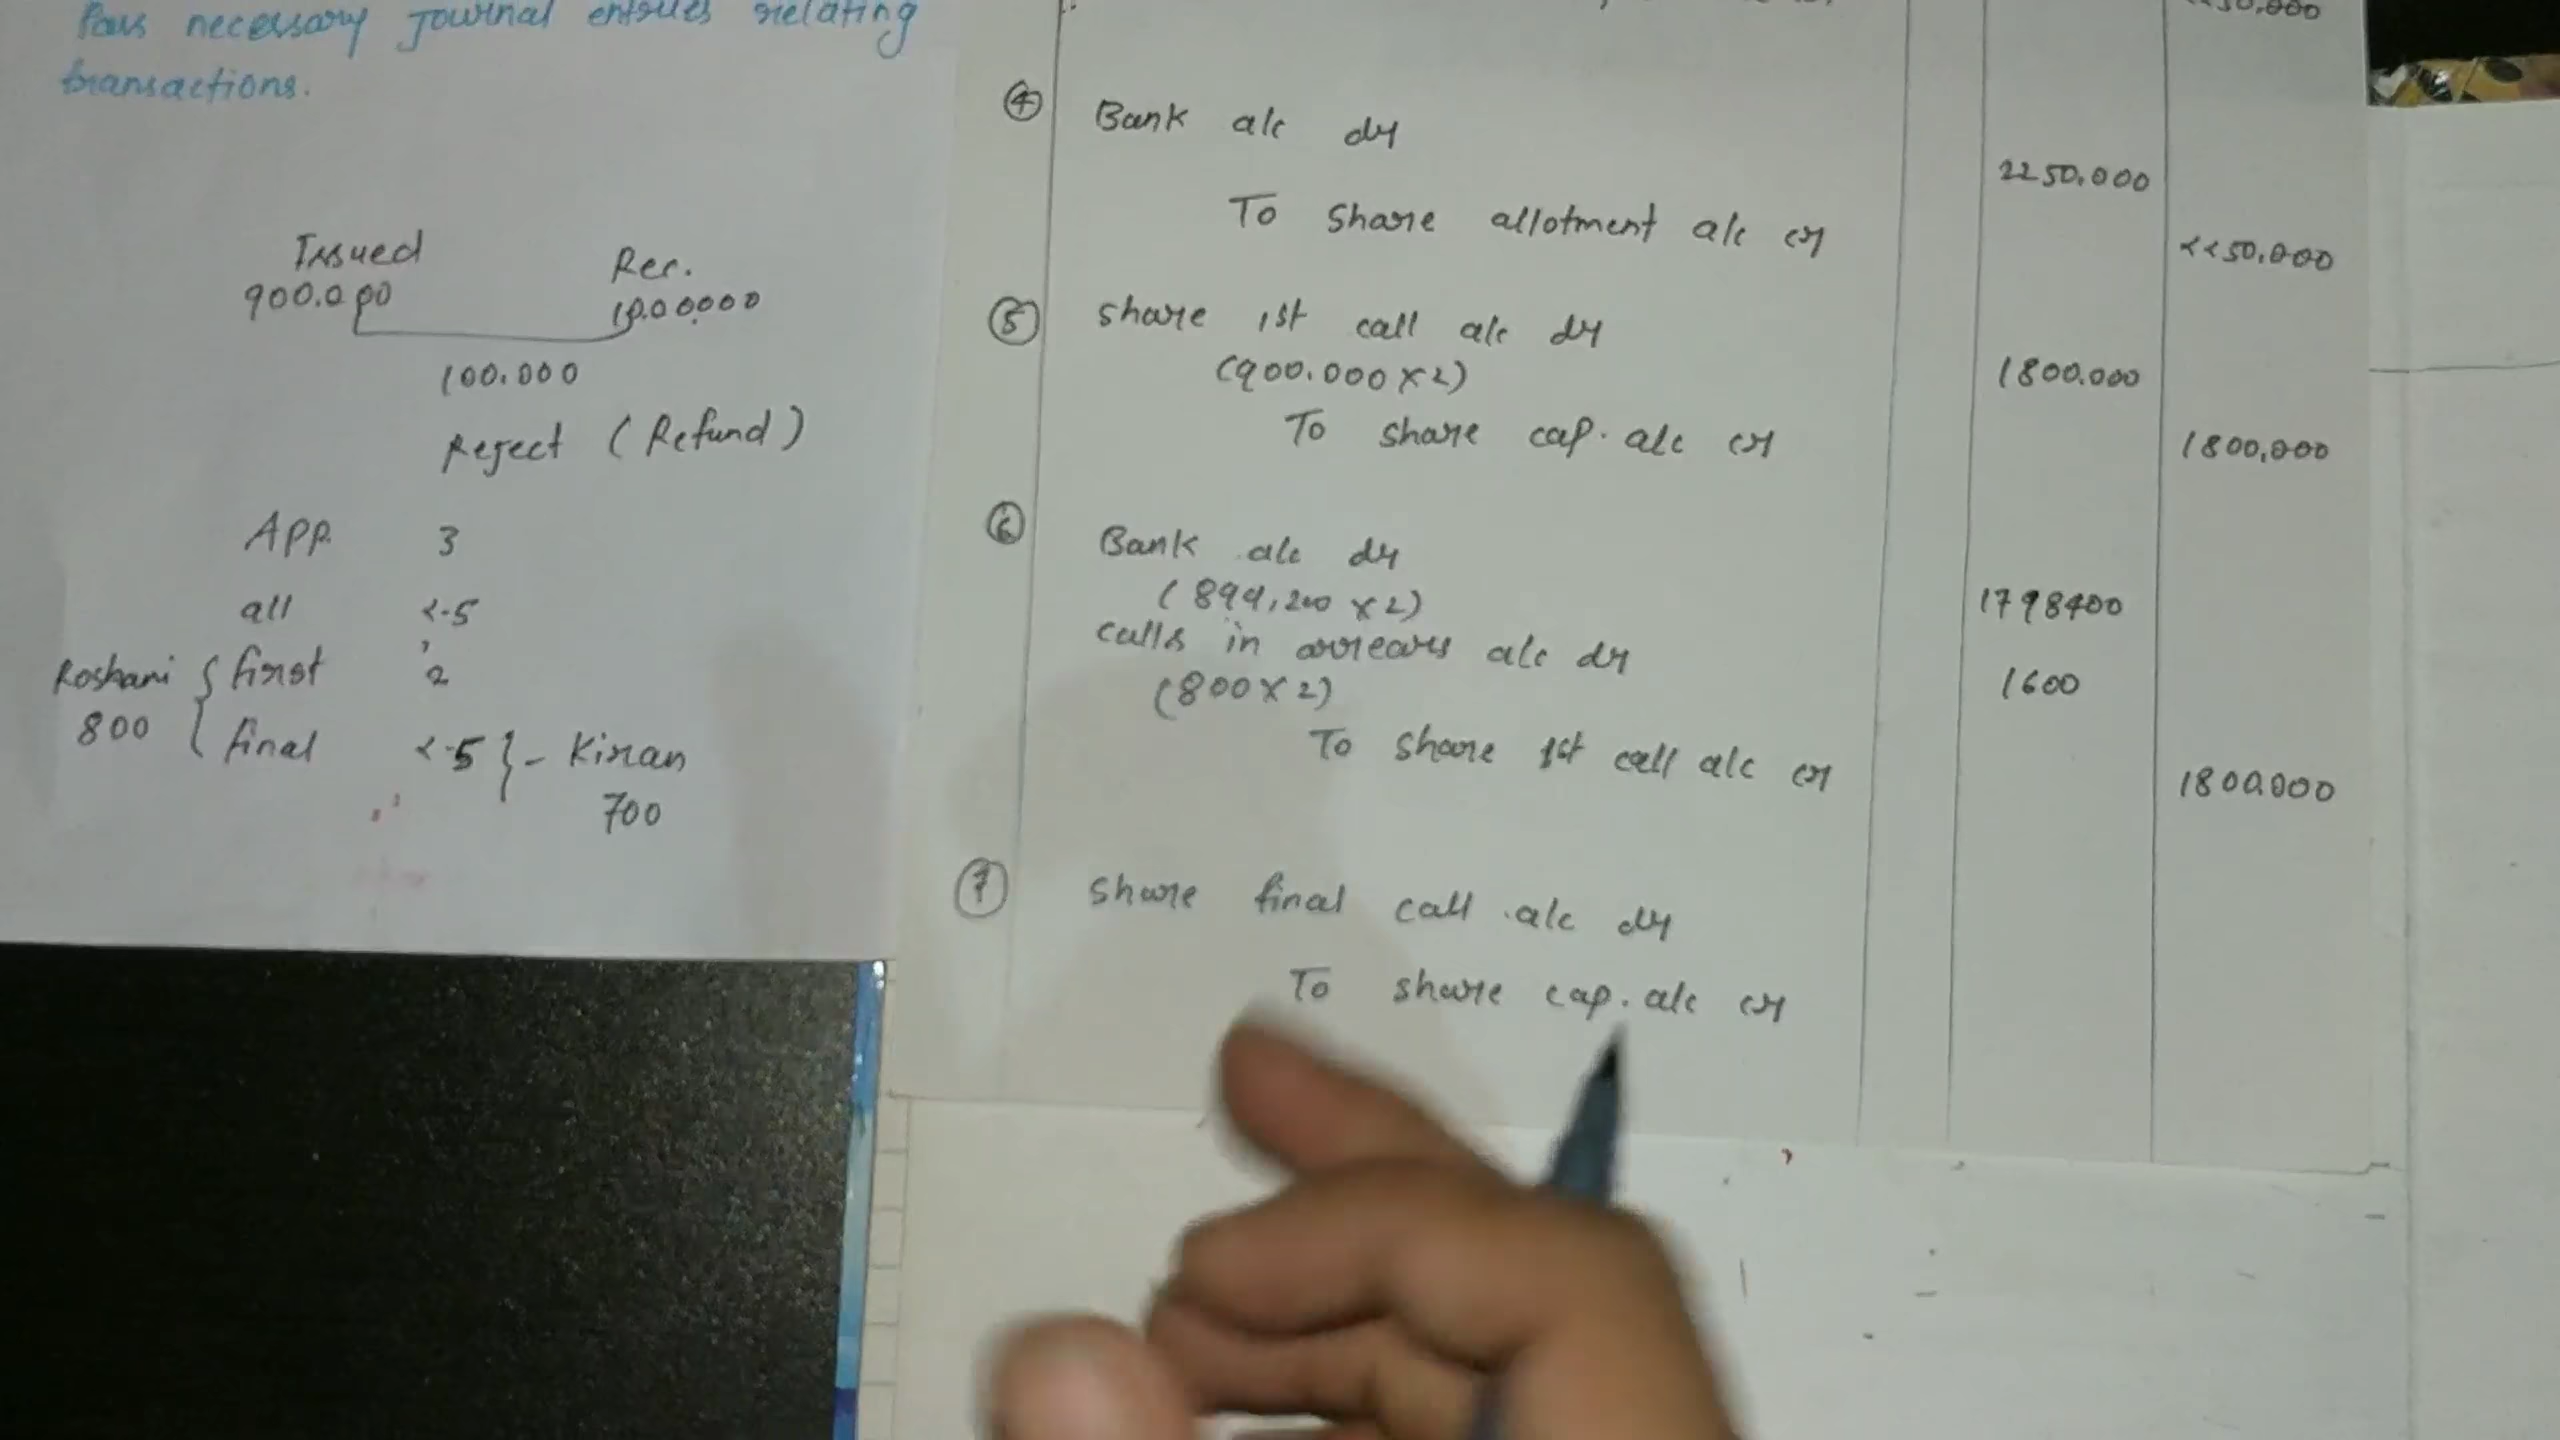 Pass necessary Journal entries relating
transactions.
Issued
900.000
Rec.
10.00.000
100.000
Reject (Refund)
APP. 3
all 2.5
Roshani first 2
800 final 2.5 - Kiran
700
50,000
④ Bank a/c dr
2250.000
To share allotment a/c cr
2250.000
⑤ share 1st call a/c dr
(900.000 × 2) 1800.000
To share cap. a/c cr
1800,000
⑥ Bank a/c dr
(899,200 × 2) 1798400
calls in arrears a/c dr
(800 × 2) 1600
To share 1st call a/c cr
1800.000
⑦ share final call a/c dr
To share cap. a/c cr